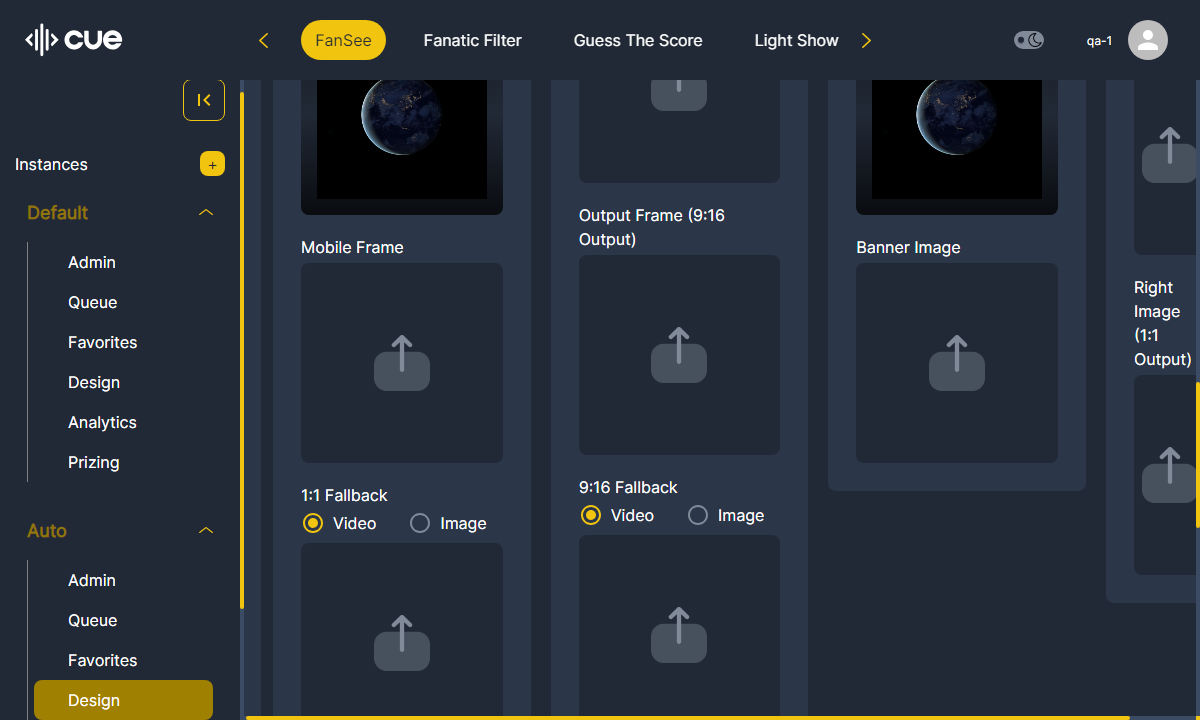 cue
FanSee
Fanatic Filter
Guess The Score
Light Show
qa-1
Instances
+
Default
Admin
Queue
Favorites
Design
Analytics
Prizing
Auto
Admin
Queue
Favorites
Design
Mobile Frame
1:1 Fallback
Video
Image
Output Frame (9:16
Output)
9:16 Fallback
Video
Image
Banner Image
Right
Image
(1:1
Output)